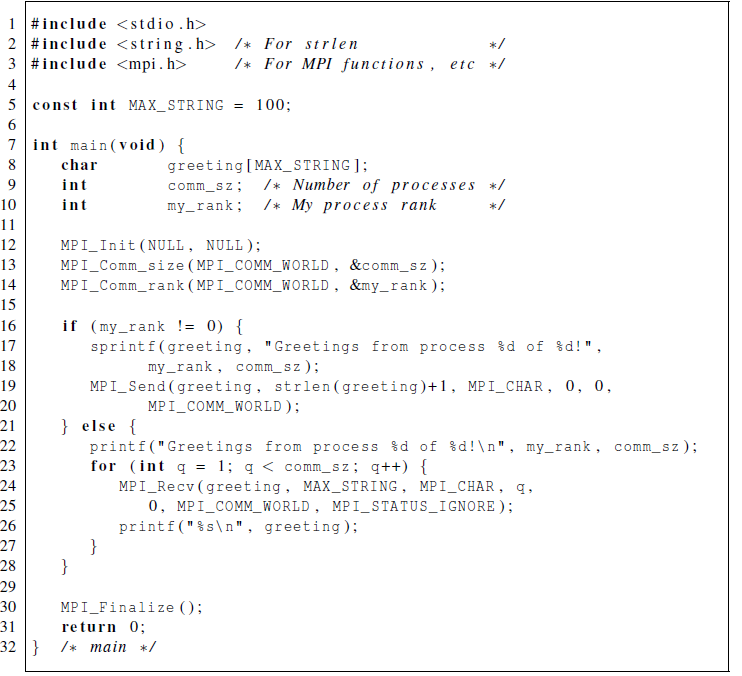 1 #include <stdio.h>
2 #include <string.h> /* For strlen */
3 #include <mpi.h> /* For MPI functions, etc */
4
5 const int MAX_STRING = 100;
6
7 int main(void) {
8 char greeting[MAX_STRING];
9 int comm_sz; /* Number of processes */
10 int my_rank; /* My process rank */
11
12 MPI_Init(NULL, NULL);
13 MPI_Comm_size(MPI_COMM_WORLD, &comm_sz);
14 MPI_Comm_rank(MPI_COMM_WORLD, &my_rank);
15
16 if (my_rank != 0) {
17 sprintf(greeting, "Greetings from process %d of %d!",
18 my_rank, comm_sz);
19 MPI_Send(greeting, strlen(greeting)+1, MPI_CHAR, 0, 0,
20 MPI_COMM_WORLD);
21 } else {
22 printf("Greetings from process %d of %d!\n", my_rank, comm_sz);
23 for (int q = 1; q < comm_sz; q++) {
24 MPI_Recv(greeting, MAX_STRING, MPI_CHAR, q,
25 0, MPI_COMM_WORLD, MPI_STATUS_IGNORE);
26 printf("%s\n", greeting);
27 }
28 }
29
30 MPI_Finalize();
31 return 0;
32 } /* main */